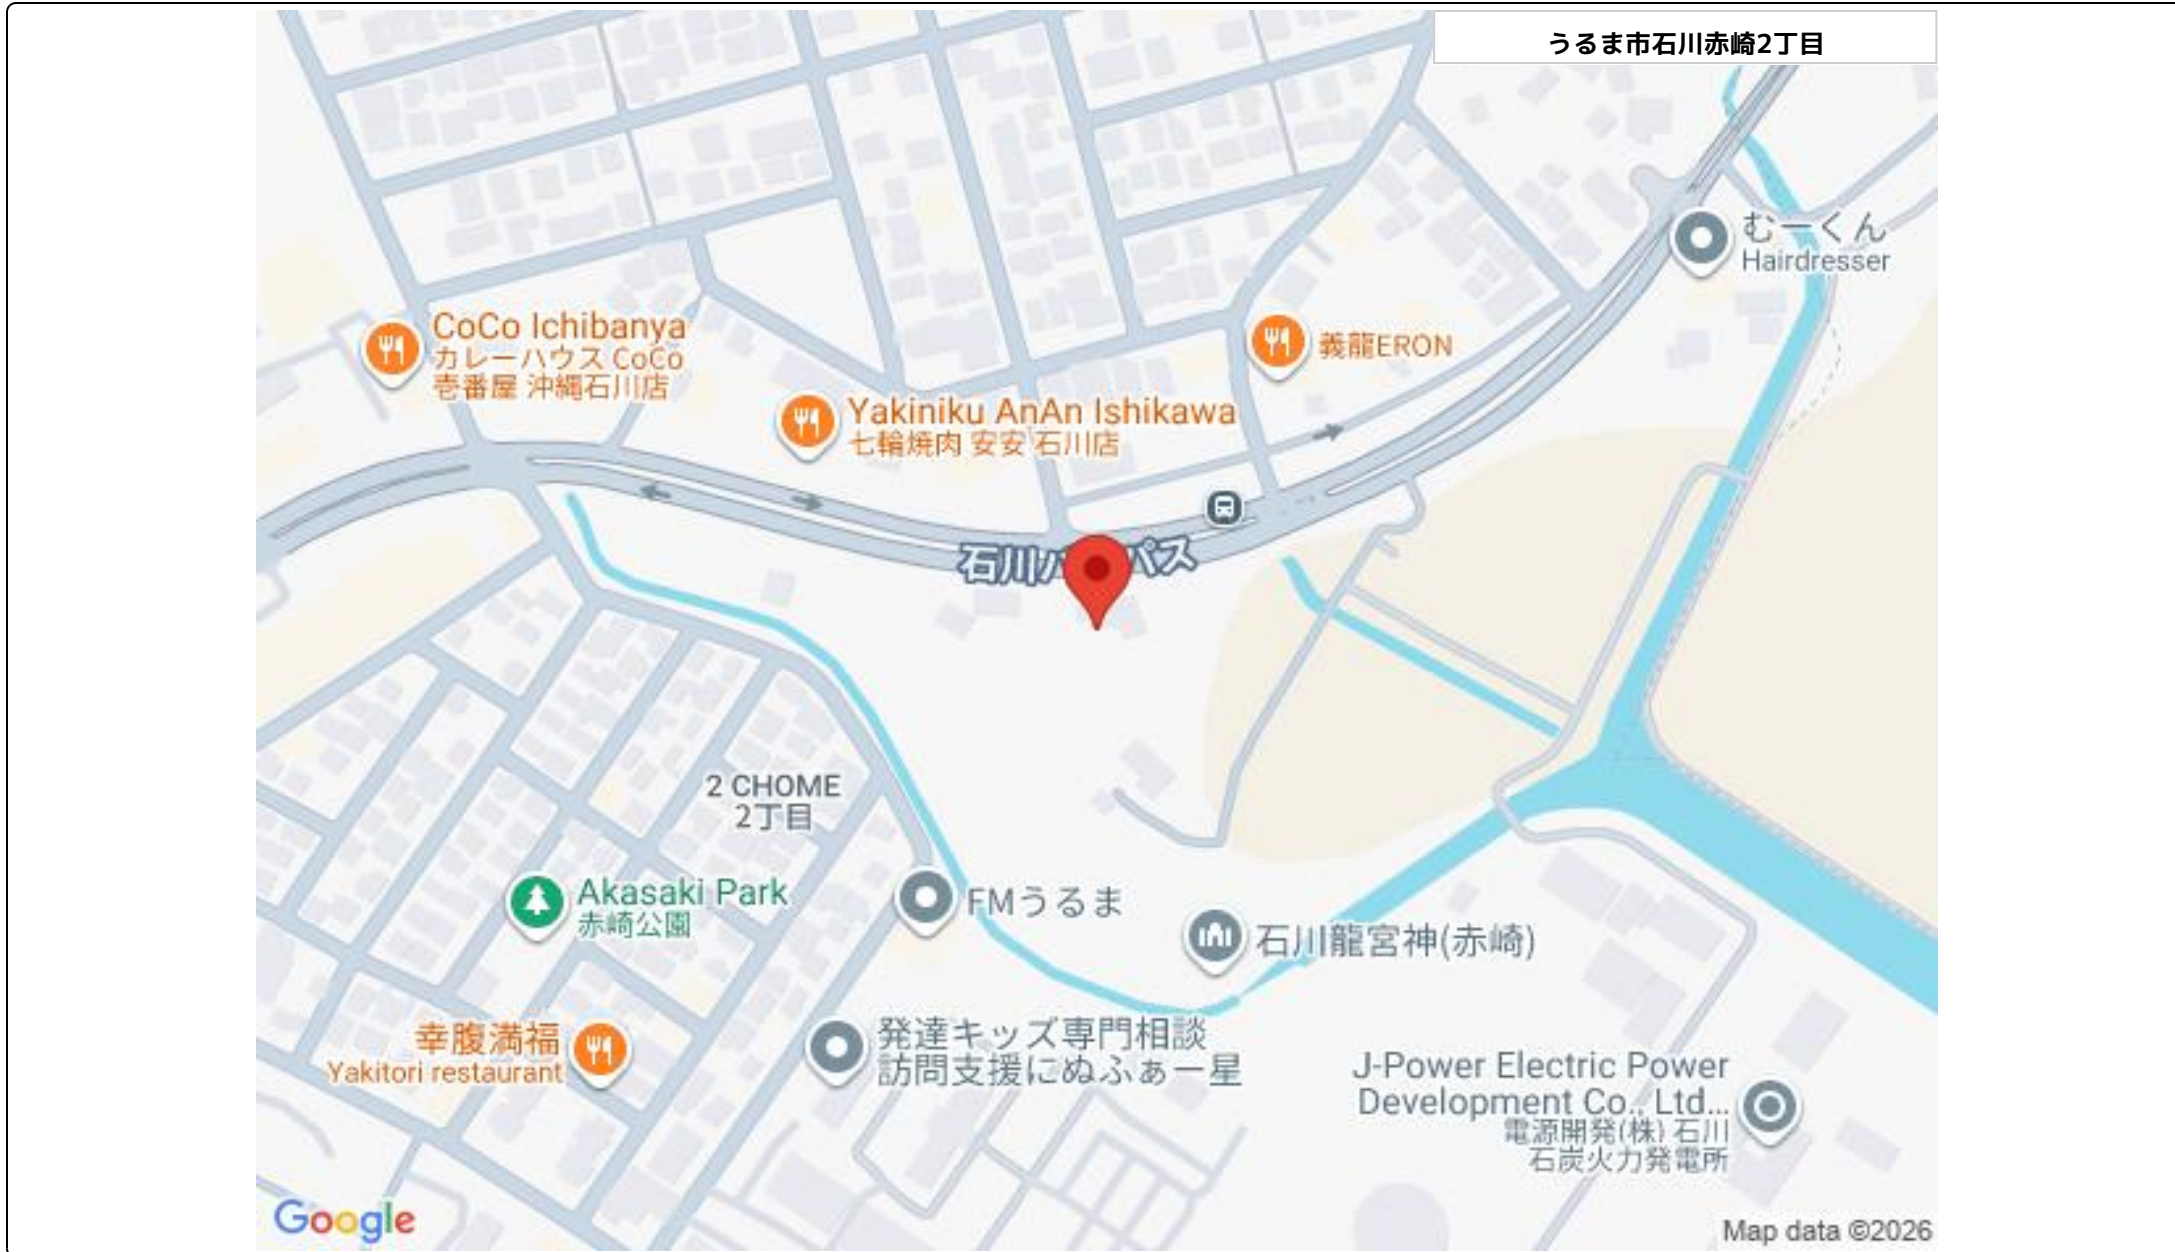 うるま市石川赤崎2丁目
むーくん
Hairdresser
CoCo Ichibanya
カレーハウス CoCo
壱番屋 沖縄石川店
義龍ERON
Yakiniku AnAn Ishikawa
七輪焼肉 安安 石川店
石川バ
パス
2 CHOME
2丁目
Akasaki Park
赤崎公園
FMうるま
石川龍宮神(赤崎)
幸腹満福
Yakitori restaurant
発達キッズ専門相談
訪問支援にぬふぁー星
J-Power Electric Power
Development Co., Ltd...
電源開発(株) 石川
石炭火力発電所
Google
Map data ©2026